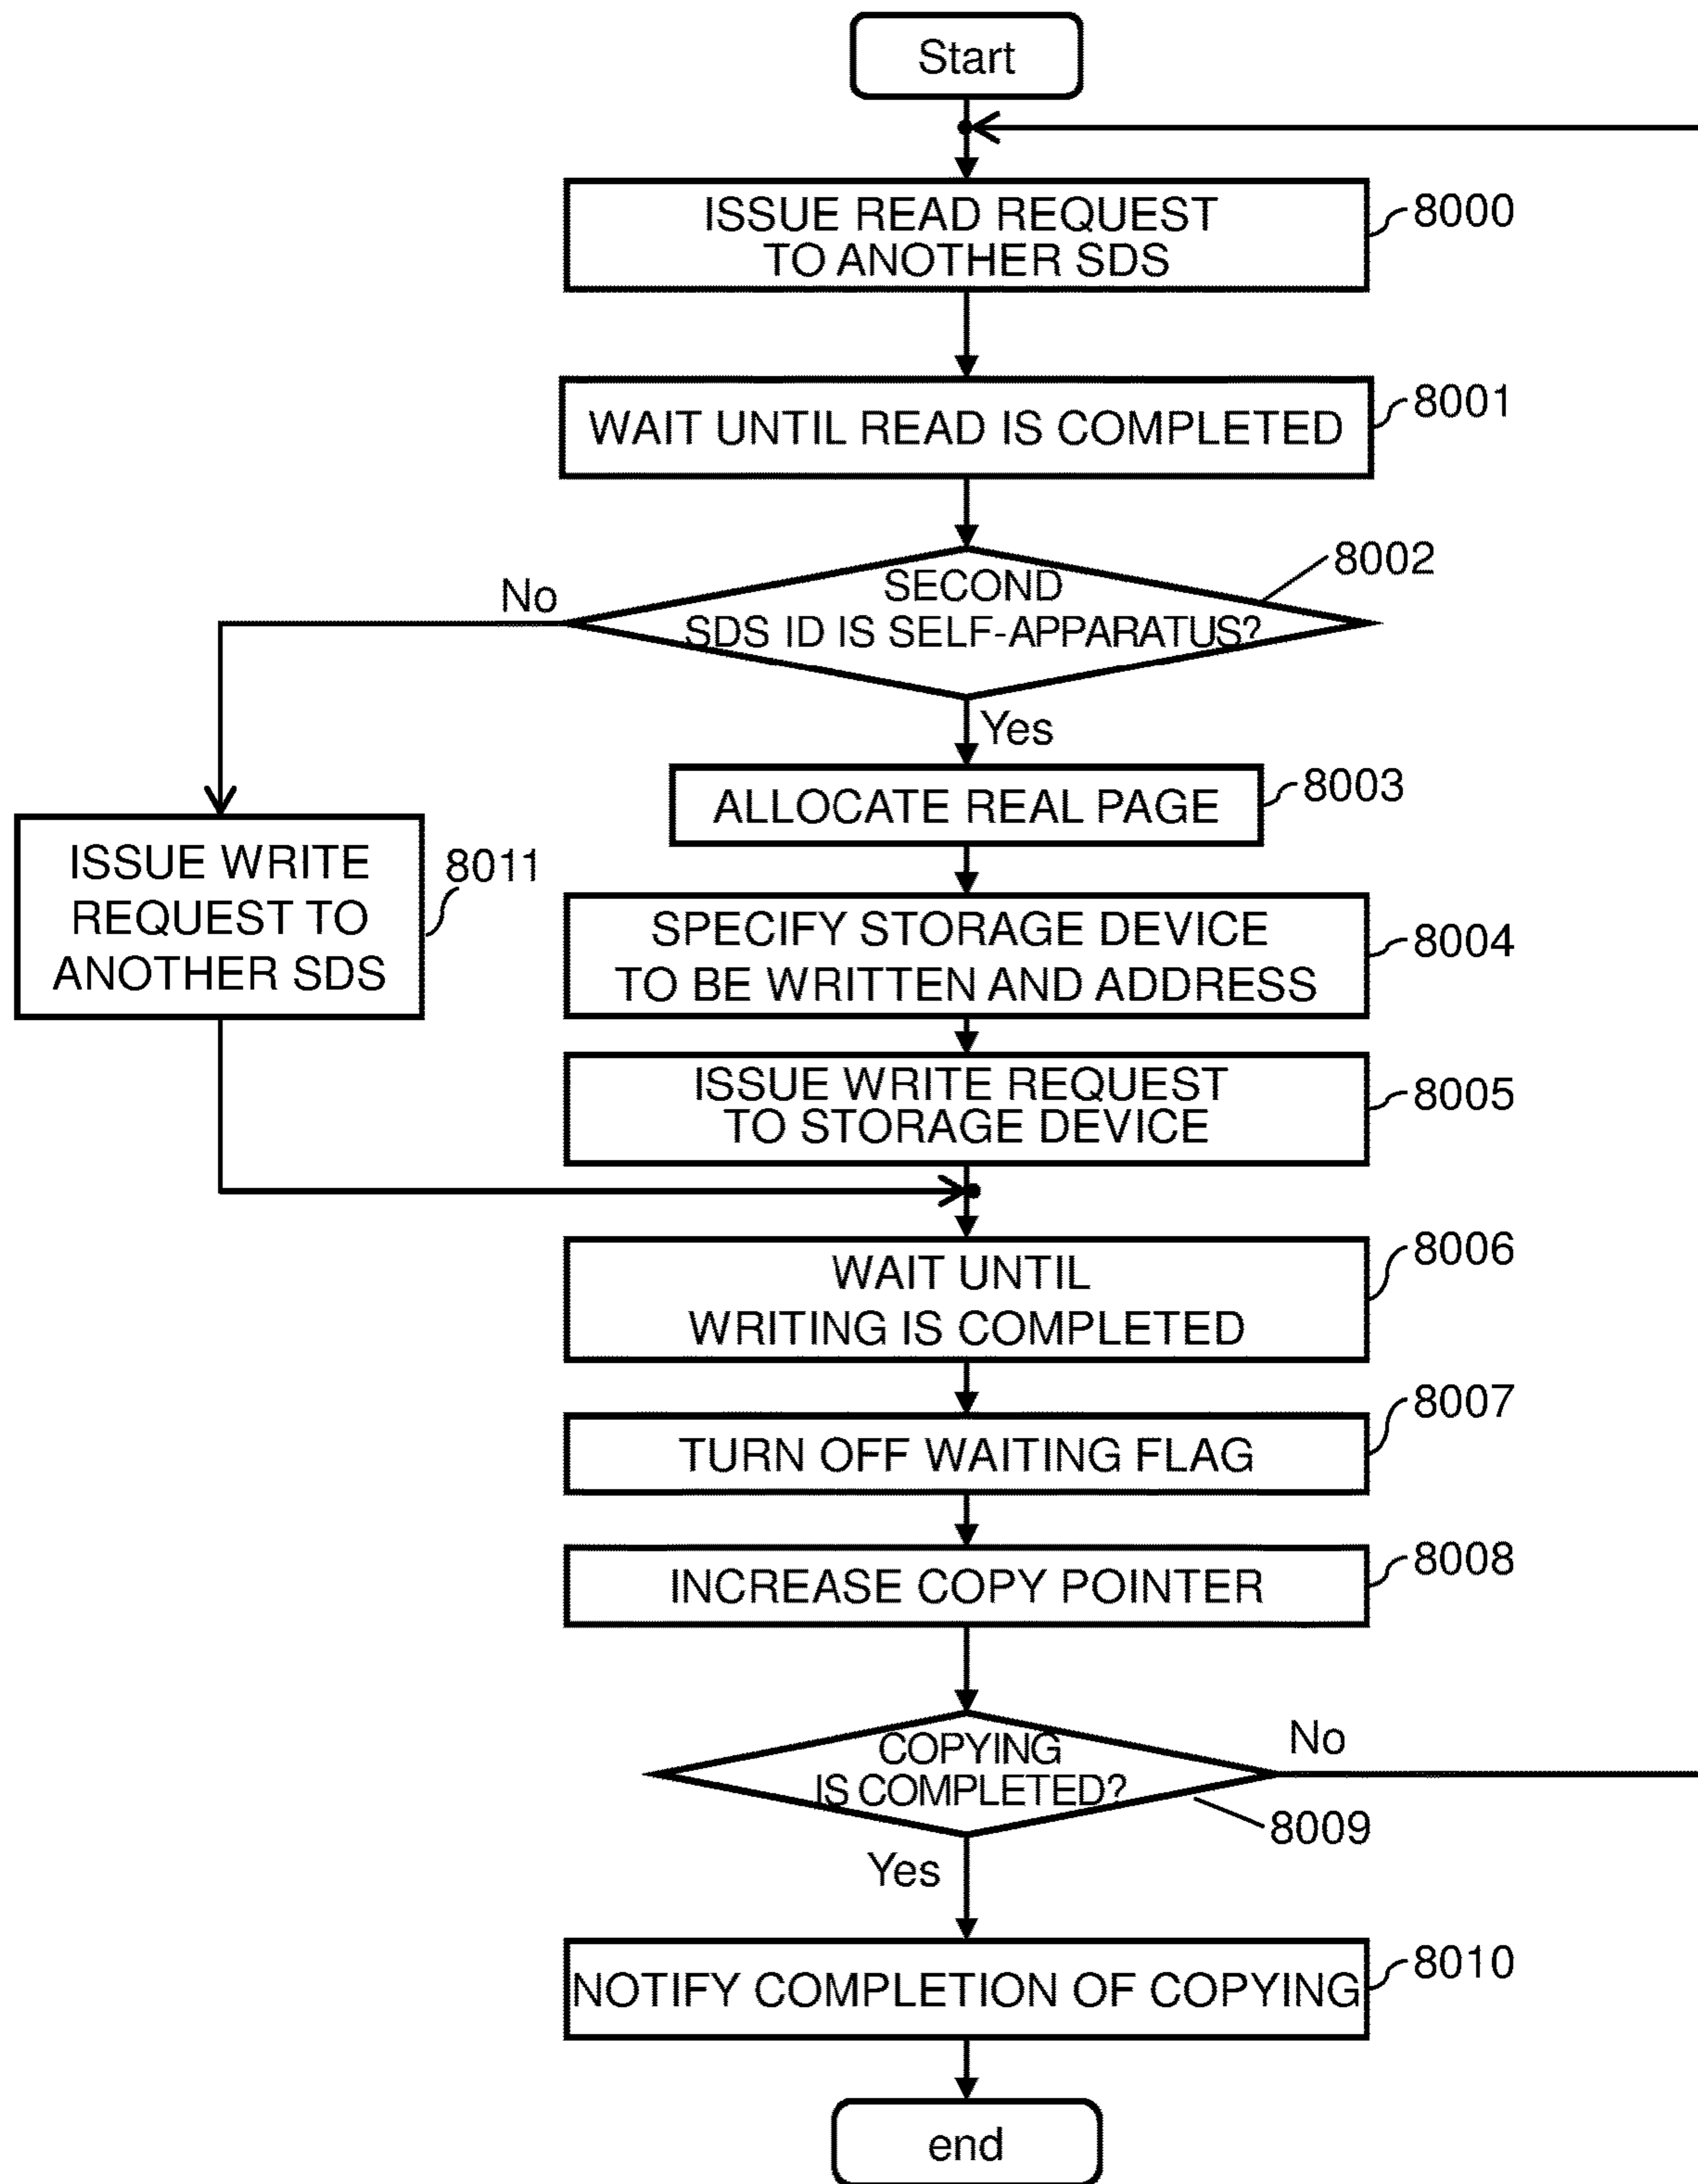 Start
ISSUE READ REQUEST
TO ANOTHER SDS
8000
WAIT UNTIL READ IS COMPLETED
8001
SECOND
SDS ID IS SELF-APPARATUS?
8002
No
Yes
ALLOCATE REAL PAGE
8003
ISSUE WRITE
REQUEST TO
ANOTHER SDS
8011
SPECIFY STORAGE DEVICE
TO BE WRITTEN AND ADDRESS
8004
ISSUE WRITE REQUEST
TO STORAGE DEVICE
8005
WAIT UNTIL
WRITING IS COMPLETED
8006
TURN OFF WAITING FLAG
8007
INCREASE COPY POINTER
8008
COPYING
IS COMPLETED?
No
8009
Yes
NOTIFY COMPLETION OF COPYING
8010
end